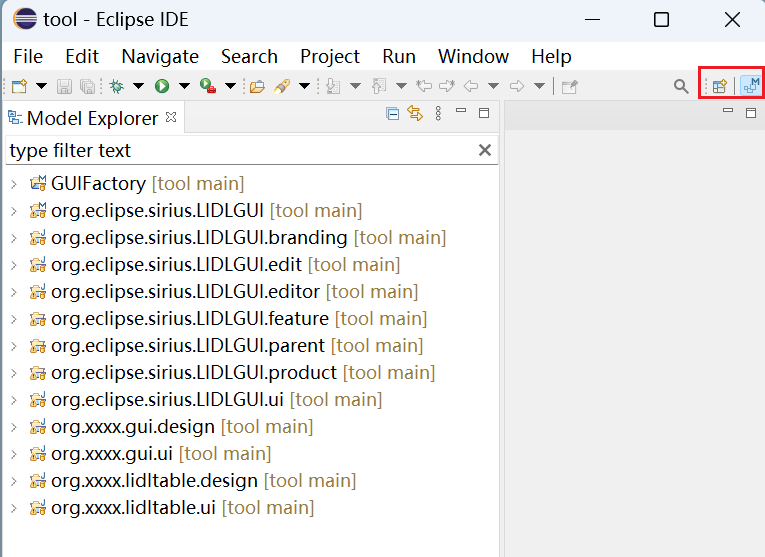 tool - Eclipse IDE
File Edit Navigate Search Project Run Window Help
Model Explorer
type filter text
GUIFactory [tool main]
org.eclipse.sirius.LIDLGUI [tool main]
org.eclipse.sirius.LIDLGUI.branding [tool main]
org.eclipse.sirius.LIDLGUI.edit [tool main]
org.eclipse.sirius.LIDLGUI.editor [tool main]
org.eclipse.sirius.LIDLGUI.feature [tool main]
org.eclipse.sirius.LIDLGUI.parent [tool main]
org.eclipse.sirius.LIDLGUI.product [tool main]
org.eclipse.sirius.LIDLGUI.ui [tool main]
org.xxxx.gui.design [tool main]
org.xxxx.gui.ui [tool main]
org.xxxx.lidltable.design [tool main]
org.xxxx.lidltable.ui [tool main]